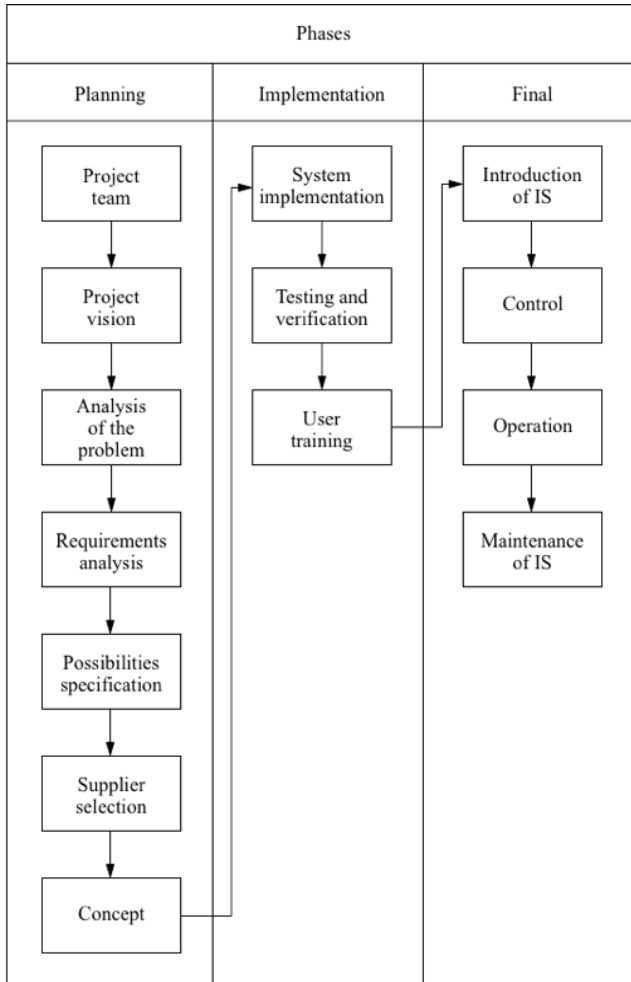 Phases
Planning
Implementation
Final
Project
team
Project
vision
Analysis
of the
problem
Requirements
analysis
Possibilities
specification
Supplier
selection
Concept
System
implementation
Testing and
verification
User
training
Introduction
of IS
Control
Operation
Maintenance
of IS